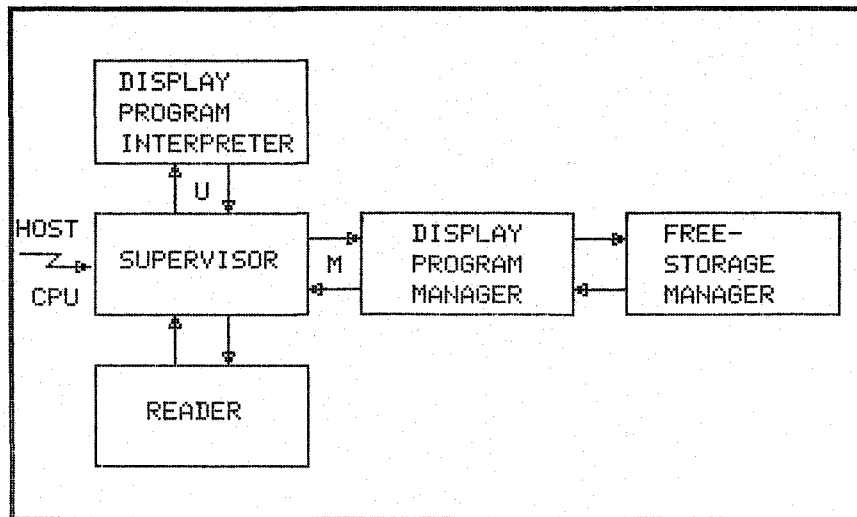 DISPLAY
PROGRAM
INTERPRETER
U
HOST
CPU
SUPERVISOR
M
DISPLAY
PROGRAM
MANAGER
FREE-
STORAGE
MANAGER
READER